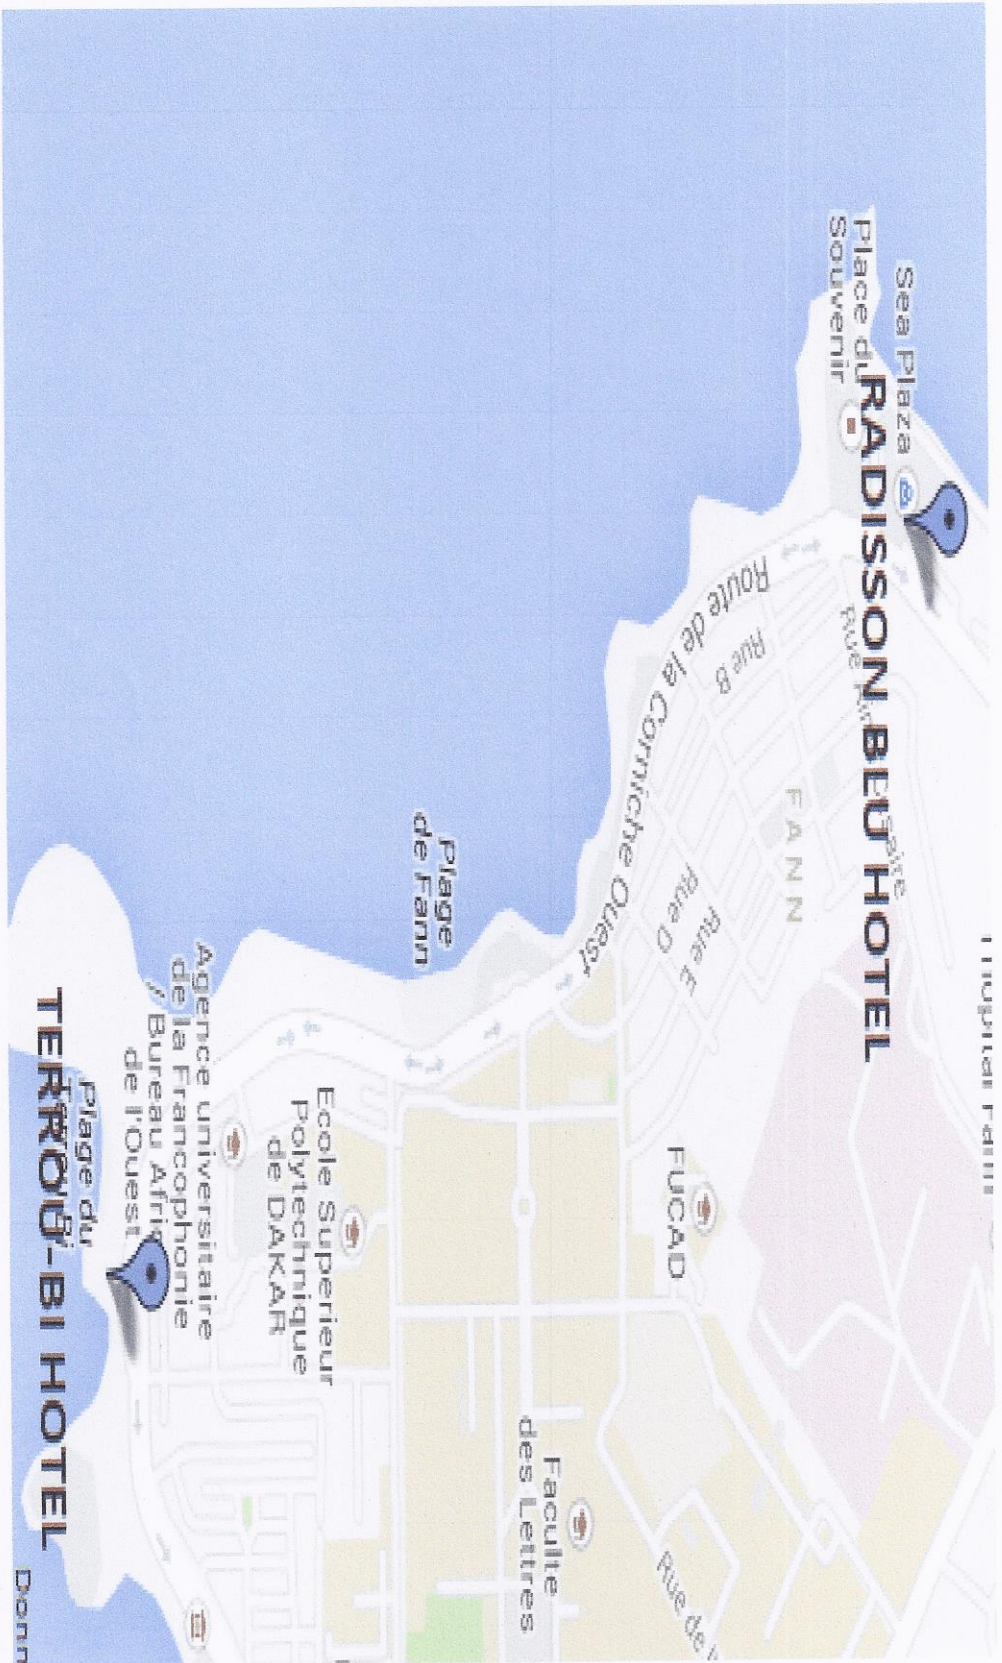 Sea Plaza
Place du
Souvenir
RADISSON BLU HOTEL
Route de la Corniche Ouest
Rue B
FANN
Rue D
Rue E
Plage
de Fann
FUCAD
Agence universitaire
de la Francophonie
/ Bureau
de l'Ouest
Ecole Superieur
Polytechnique
de DAKAR
Plage du
TERROU-BI HOTEL
Faculte
des Lettres
Rue de